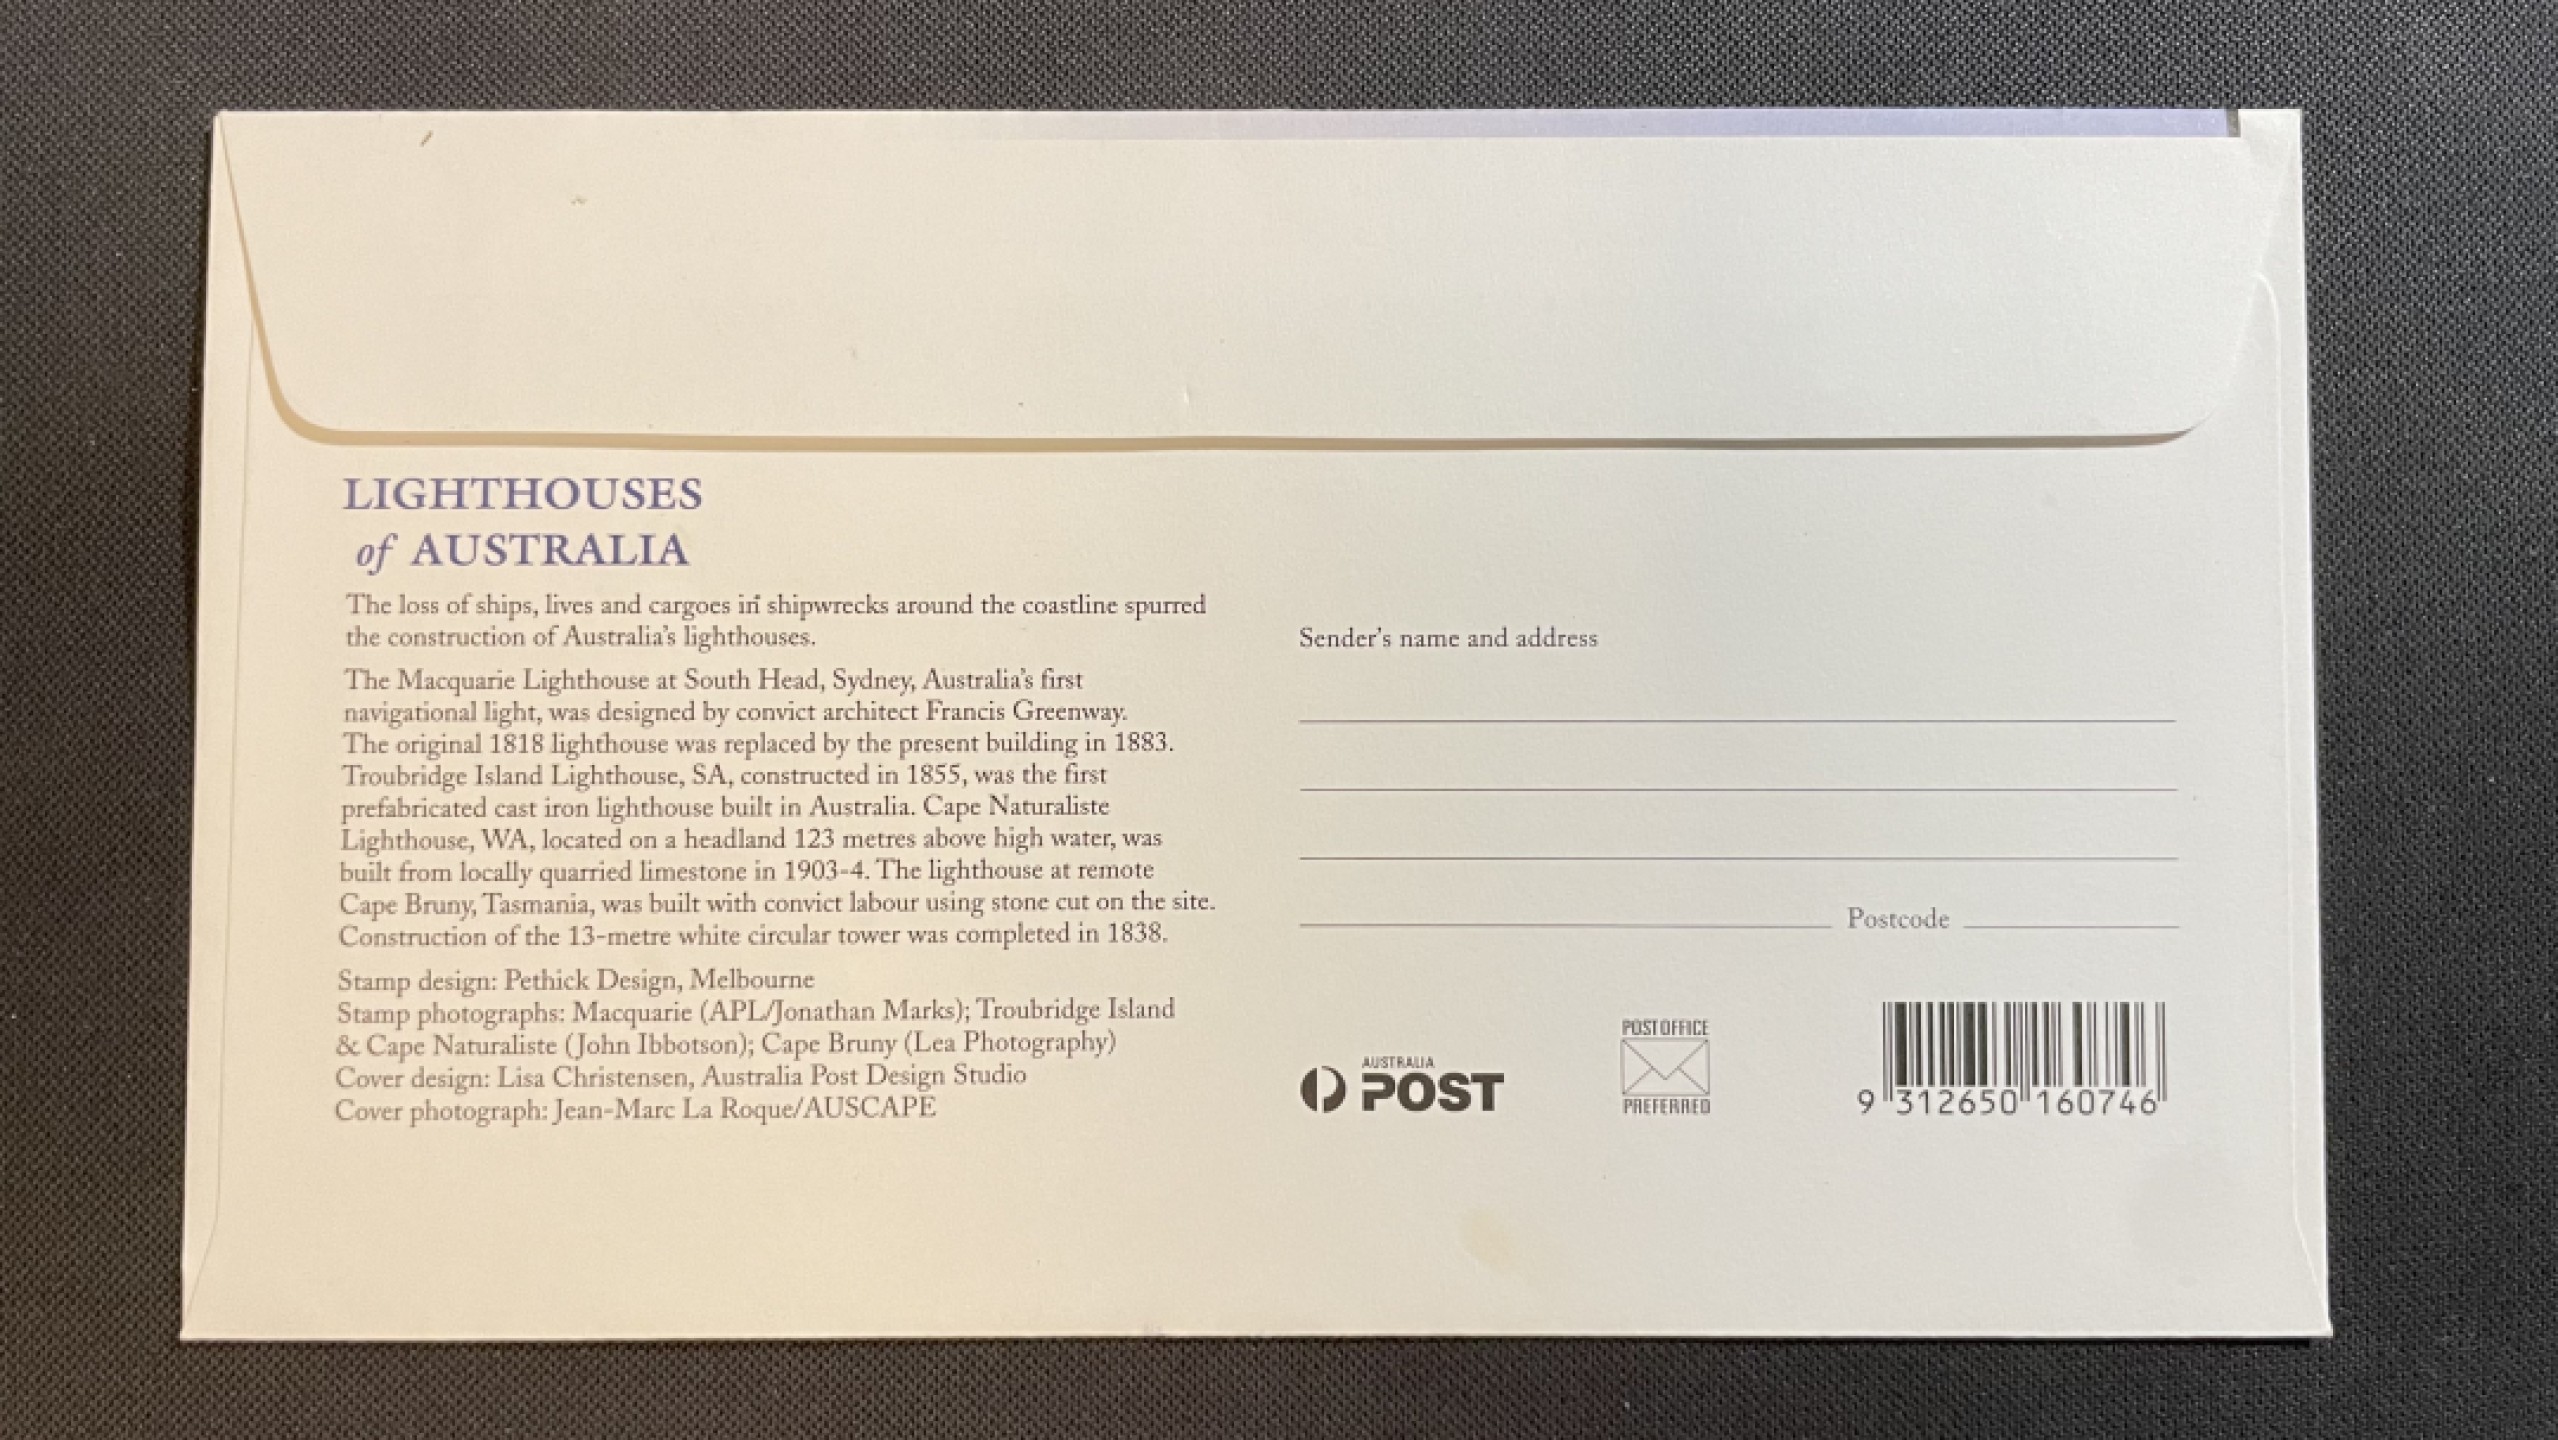 LIGHTHOUSES
of AUSTRALIA
The loss of ships, lives and cargoes in shipwrecks around the coastline spurred
the construction of Australia's lighthouses.
The Macquarie Lighthouse at South Head, Sydney, Australia's first
navigational light, was designed by convict architect Francis Greenway.
The original 1818 lighthouse was replaced by the present building in 1883.
Troubridge Island Lighthouse, SA, constructed in 1855, was the first
prefabricated cast iron lighthouse built in Australia. Cape Naturaliste
Lighthouse, WA, located on a headland 123 metres above high water, was
built from locally quarried limestone in 1903-4. The lighthouse at remote
Cape Bruny, Tasmania, was built with convict labour using stone cut on the site.
Construction of the 13-metre white circular tower was completed in 1838.
Stamp design: Pethick Design, Melbourne
Stamp photographs: Macquarie (APL/Jonathan Marks); Troubridge Island
& Cape Naturaliste (John Ibbotson); Cape Bruny (Lea Photography)
Cover design: Lisa Christensen, Australia Post Design Studio
Cover photograph: Jean-Marc La Roque/AUSCAPE
Sender's name and address
Postcode
AUSTRALIA
POST
POST OFFICE
PREFERRED
9 312650 160746